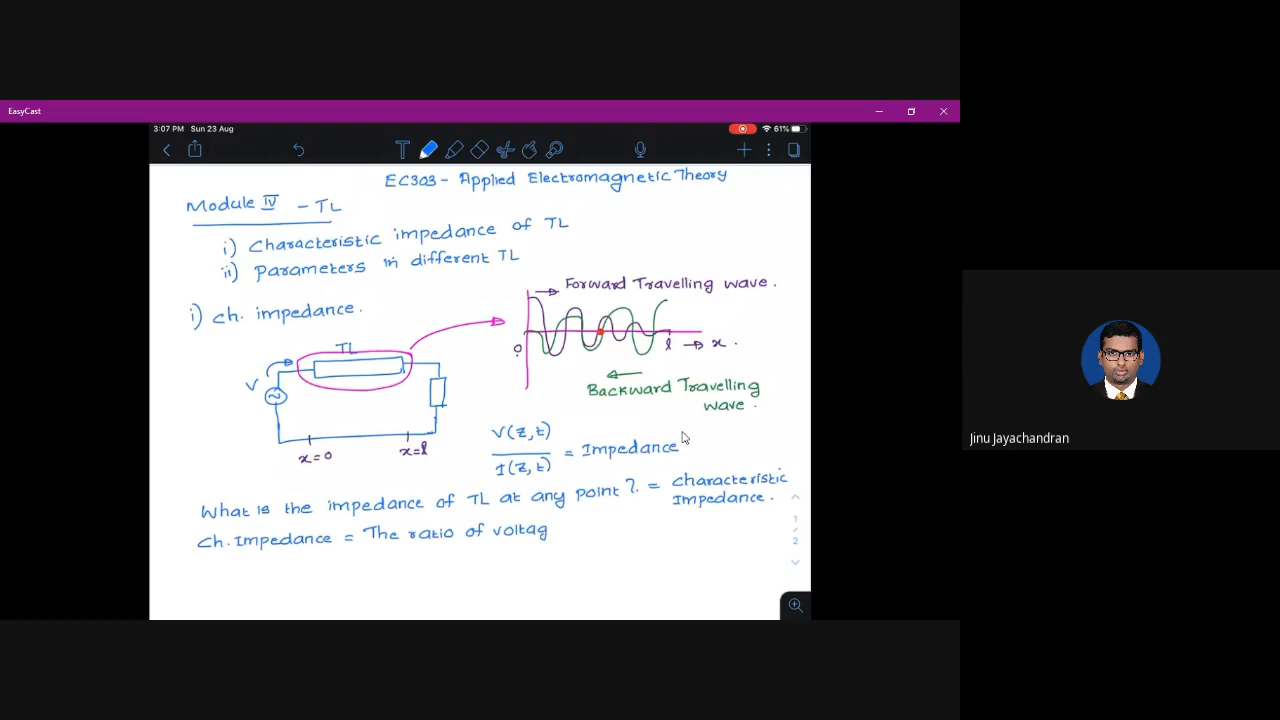 EasyCast
3:07 PM Sun 23 Aug
61%
T
EC303- Applied Electromagnetic Theory
Module IV - TL
i) Characteristic impedance of TL
ii) Parameters in different TL
Forward Travelling wave.
i) Ch. impedance.
TL
0
l → x.
V
Backward Travelling
wave.
x=0
x=l
V(z,t)
= Impedance
I(z,t)
What is the impedance of TL at any point ?. = Characteristic
Impedance.
Ch. Impedance = The ratio of voltag
1
2
Jinu Jayachandran